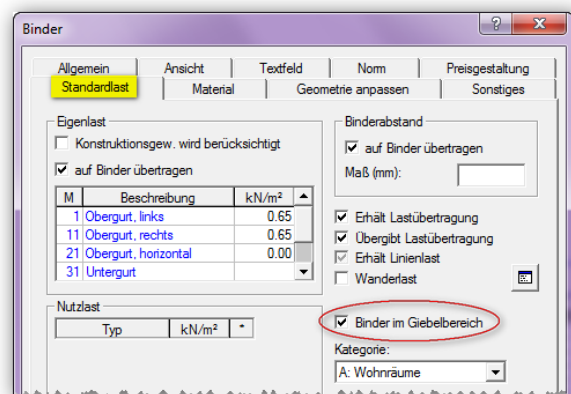 Binder
Allgemein Ansicht Textfeld Norm Preisgestaltung
Standardlast Material Geometrie anpassen Sonstiges
Eigenlast
Konstruktionsgew. wird berücksichtigt
auf Binder übertragen
M Beschreibung kN/m²
1 Obergurt, links 0.65
11 Obergurt, rechts 0.65
21 Obergurt, horizontal 0.00
31 Untergurt
Nutzlast
Typ kN/m² *
Binderabstand
auf Binder übertragen
Maß (mm):
Erhält Lastübertragung
Übergibt Lastübertragung
Erhält Linienlast
Wanderlast
Binder im Giebelbereich
Kategorie:
A: Wohnräume